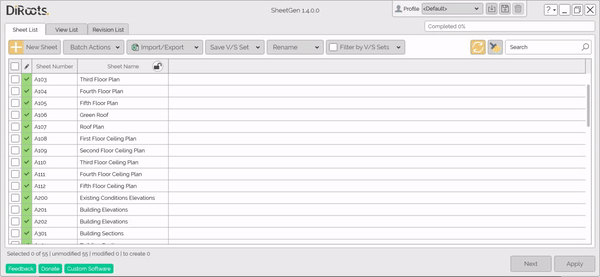 DiRoots
SheetGen 1.4.0.0
Profile <Default>
Sheet List View List Revision List
Completed 0%
New Sheet Batch Actions Import/Export Save V/S Set Rename Filter by V/S Sets Search
Sheet Number Sheet Name
A103 Third Floor Plan
A104 Fourth Floor Plan
A105 Fifth Floor Plan
A106 Green Roof
A107 Roof Plan
A108 First Floor Ceiling Plan
A109 Second Floor Ceiling Plan
A110 Third Floor Ceiling Plan
A111 Fourth Floor Ceiling Plan
A112 Fifth Floor Ceiling Plan
A200 Existing Conditions Elevations
A201 Building Elevations
A202 Building Elevations
A301 Building Sections
Selected 0 of 55 | unmodified 55 | modified 0 | to create 0
Feedback Donate Custom Software Next Apply